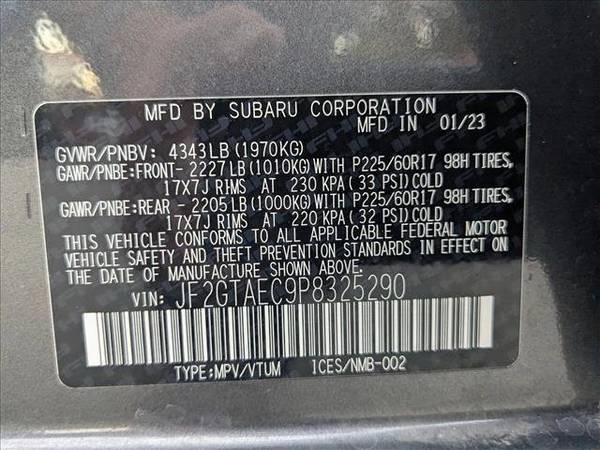 MFD BY SUBARU CORPORATION
MFD IN 01/23
GVWR/PNBV: 4343LB(1970KG)
GAWR/PNBE:FRONT- 2227LB(1010KG)WITH P225/60R17 98H TIRES,
17X7J RIMS AT 230 KPA(33 PSI)COLD
GAWR/PNBE:REAR - 2205LB(1000KG)WITH P225/60R17 98H TIRES,
17X7J RIMS AT 220 KPA(32 PSI)COLD
THIS VEHICLE CONFORMS TO ALL APPLICABLE FEDERAL MOTOR
VEHICLE SAFETY AND THEFT PREVENTION STANDARDS IN EFFECT ON
THE DATE OF MANUFACTURE SHOWN ABOVE.
VIN: JF2GTAEC9P8325290
TYPE:MPV/VTUM ICES/NMB-002